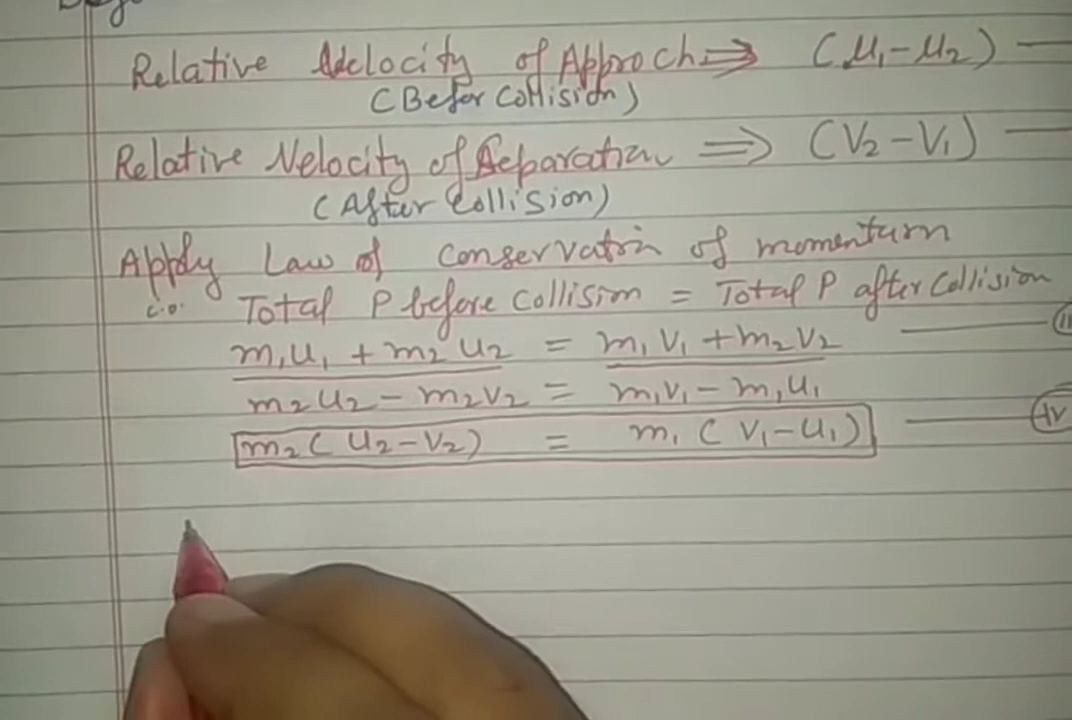 Relative Velocity of Approch ⇒ (u₁-u₂) —
(Befor Collision)
Relative Velocity of Separation ⇒ (V₂-V₁) —
(After Collision)
Apply Law of conservation of momentum
Total P before Collision = Total P after Collision
m₁u₁ + m₂u₂ = m₁v₁ + m₂v₂ —
m₂u₂ - m₂v₂ = m₁v₁ - m₁u₁
m₂(u₂-v₂) = m₁(v₁-u₁) — (iv)